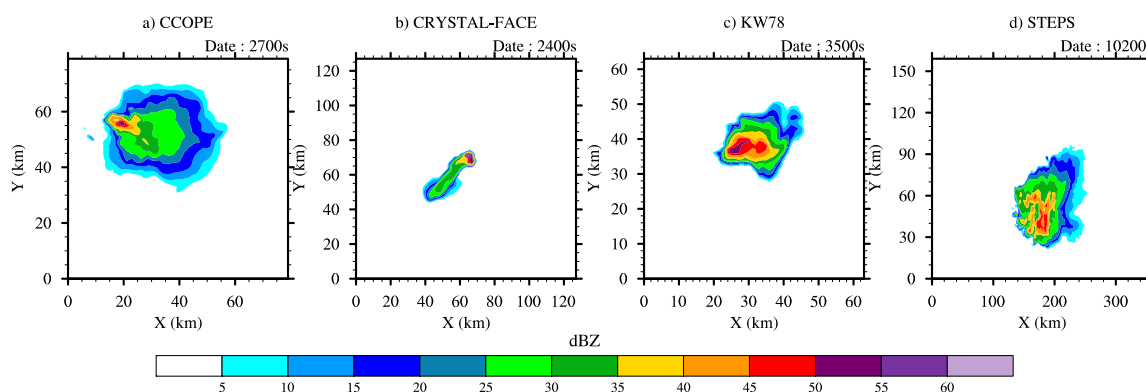 a) CCOPE
b) CRYSTAL-FACE
c) KW78
d) STEPS
Date : 2700s
Date : 2400s
Date : 3500s
Date : 10200
Y (km)
60
40
20
0
0 20 40 60
X (km)
Y (km)
120
100
80
60
40
20
0
0 20 40 60 80 100 120
X (km)
Y (km)
60
50
40
30
20
10
0
0 10 20 30 40 50 60
X (km)
Y (km)
150
120
90
60
30
0
0 100 200 300
X (km)
dBZ
5 10 15 20 25 30 35 40 45 50 55 60